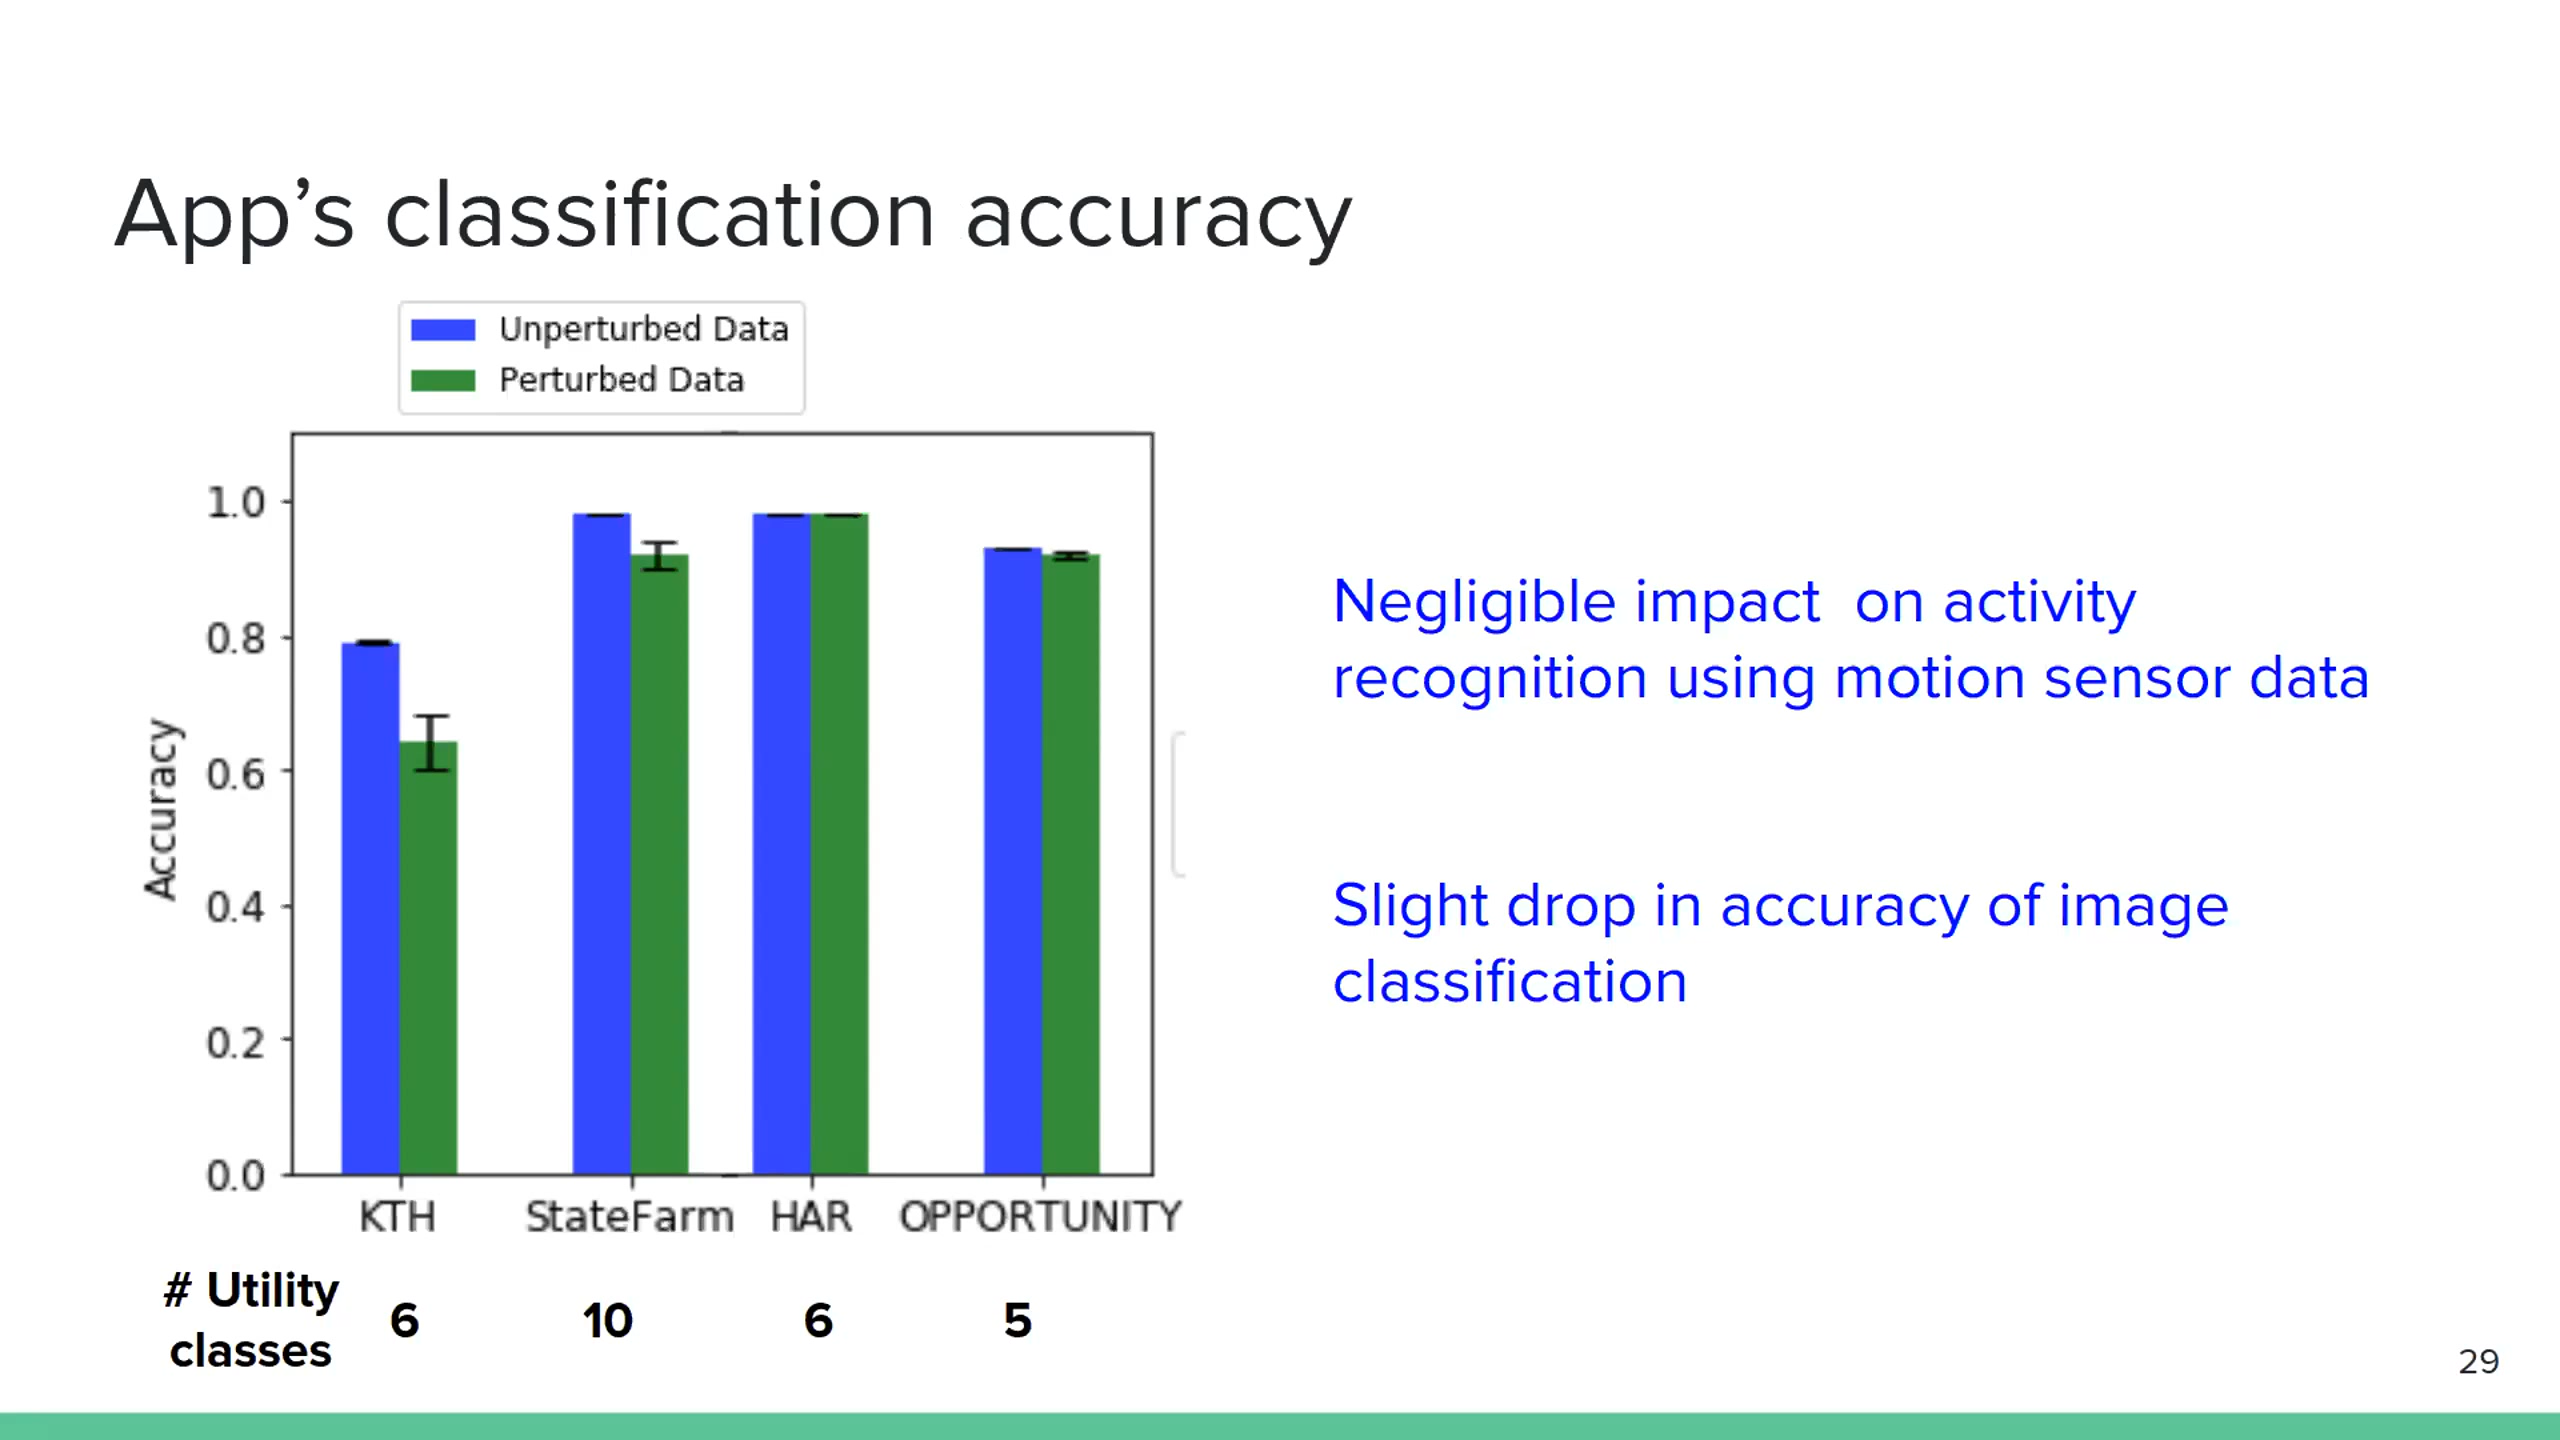 App’s classification accuracy
Unperturbed Data
Perturbed Data
1.0
0.8
0.6
0.4
0.2
0.0
Accuracy
KTH StateFarm HAR OPPORTUNITY
# Utility
classes
6 10 6 5
Negligible impact  on activity
recognition using motion sensor data
Slight drop in accuracy of image
classification
29